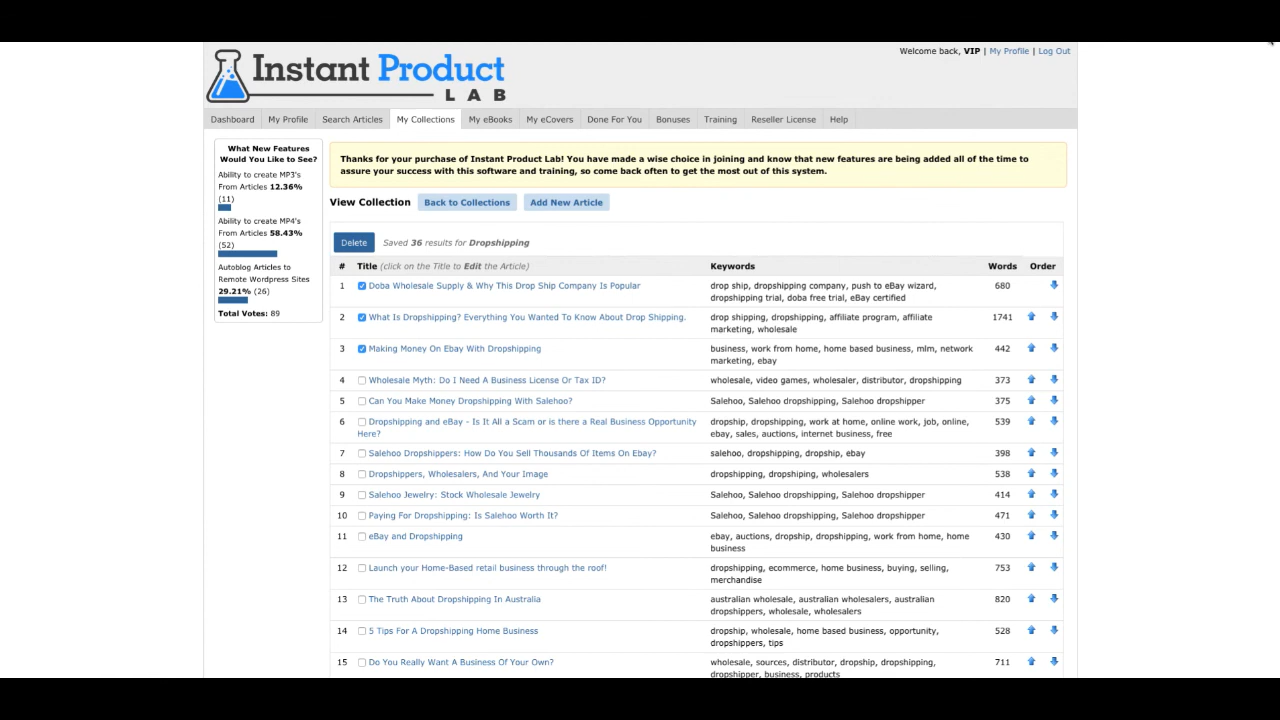 Welcome back, VIP | My Profile | Log Out
Instant Product
LAB
Dashboard My Profile Search Articles My Collections My eBooks My eCovers Done For You Bonuses Training Reseller License Help
What New Features
Would You Like to See?
Ability to create MP3's
From Articles 12.36%
(11)
Ability to create MP4's
From Articles 58.43%
(52)
Autoblog Articles to
Remote Wordpress Sites
29.21% (26)
Total Votes: 89
Thanks for your purchase of Instant Product Lab! You have made a wise choice in joining and know that new features are being added all of the time to
assure your success with this software and training, so come back often to get the most out of this system.
View Collection Back to Collections Add New Article
Delete Saved 36 results for Dropshipping
# Title (click on the Title to Edit the Article) Keywords Words Order
1 Doba Wholesale Supply & Why This Drop Ship Company Is Popular drop ship, dropshipping company, push to eBay wizard, 680
dropshipping trial, doba free trial, eBay certified
2 What Is Dropshipping? Everything You Wanted To Know About Drop Shipping. drop shipping, dropshipping, affiliate program, affiliate 1741
marketing, wholesale
3 Making Money On Ebay With Dropshipping business, work from home, home based business, mlm, network 442
marketing, ebay
4 Wholesale Myth: Do I Need A Business License Or Tax ID? wholesale, video games, wholesaler, distributor, dropshipping 373
5 Can You Make Money Dropshipping With Salehoo? Salehoo, Salehoo dropshipping, Salehoo dropshipper 375
6 Dropshipping and eBay - Is It All a Scam or is there a Real Business Opportunity dropship, dropshipping, work at home, online work, job, online, 539
Here? ebay, sales, auctions, internet business, free
7 Salehoo Dropshippers: How Do You Sell Thousands Of Items On Ebay? salehoo, dropshipping, dropship, ebay 398
8 Dropshippers, Wholesalers, And Your Image dropshipping, dropshiping, wholesalers 538
9 Salehoo Jewelry: Stock Wholesale Jewelry Salehoo, Salehoo dropshipping, Salehoo dropshipper 414
10 Paying For Dropshipping: Is Salehoo Worth It? Salehoo, Salehoo dropshipping, Salehoo dropshipper 471
11 eBay and Dropshipping ebay, auctions, dropship, dropshipping, work from home, home 430
business
12 Launch your Home-Based retail business through the roof! dropshipping, ecommerce, home business, buying, selling, 753
merchandise
13 The Truth About Dropshipping In Australia australian wholesale, australian wholesalers, australian 820
dropshippers, wholesale, wholesalers
14 5 Tips For A Dropshipping Home Business dropship, wholesale, home based business, opportunity, 528
dropshippers, tips
15 Do You Really Want A Business Of Your Own? wholesale, sources, distributor, dropship, dropshipping, 711
dropshipper, business, products